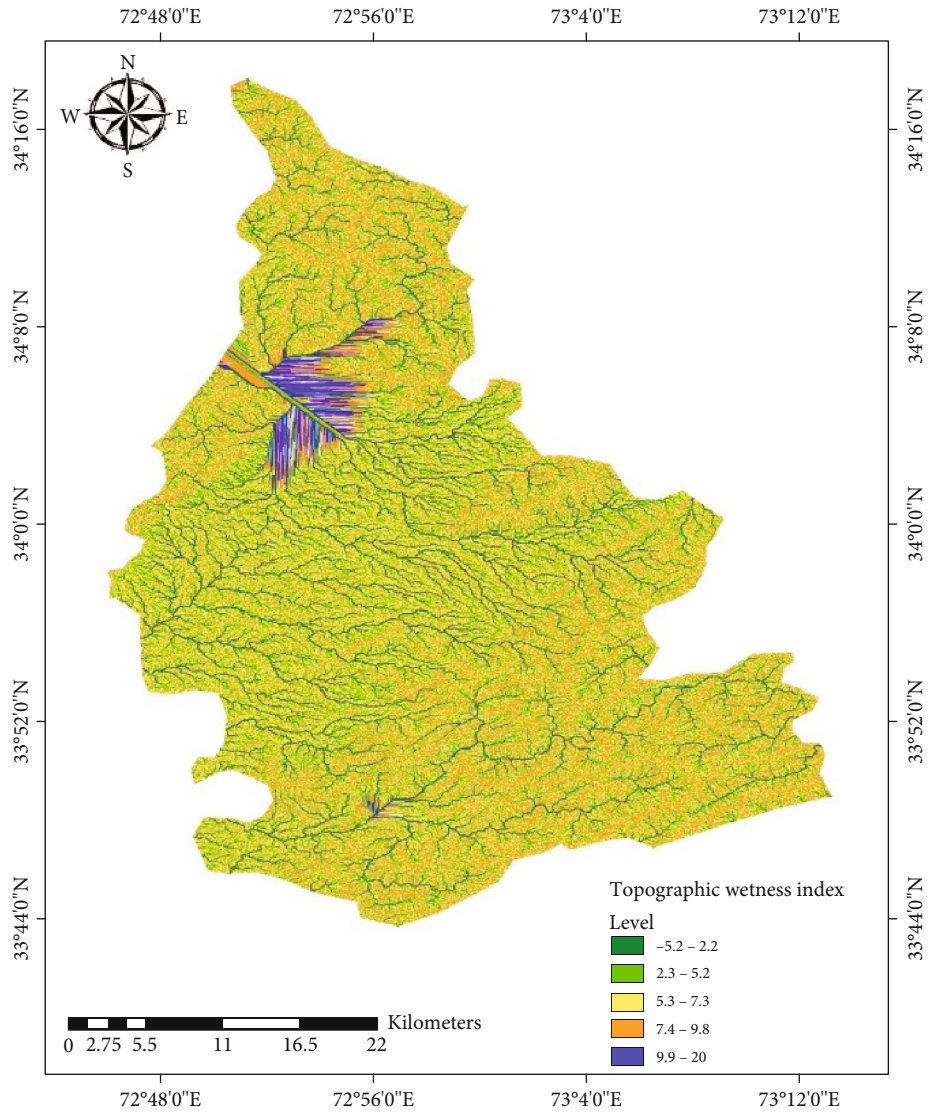 72°48'0"E 72°56'0"E 73°4'0"E 73°12'0"E
N
W E
S
34°16'0"N 34°16'0"N
34°8'0"N 34°8'0"N
34°0'0"N 34°0'0"N
33°52'0"N 33°52'0"N
33°44'0"N 33°44'0"N
Topographic wetness index
Level
–5.2 – 2.2
2.3 – 5.2
5.3 – 7.3
7.4 – 9.8
9.9 – 20
Kilometers
0 2.75 5.5 11 16.5 22
72°48'0"E 72°56'0"E 73°4'0"E 73°12'0"E